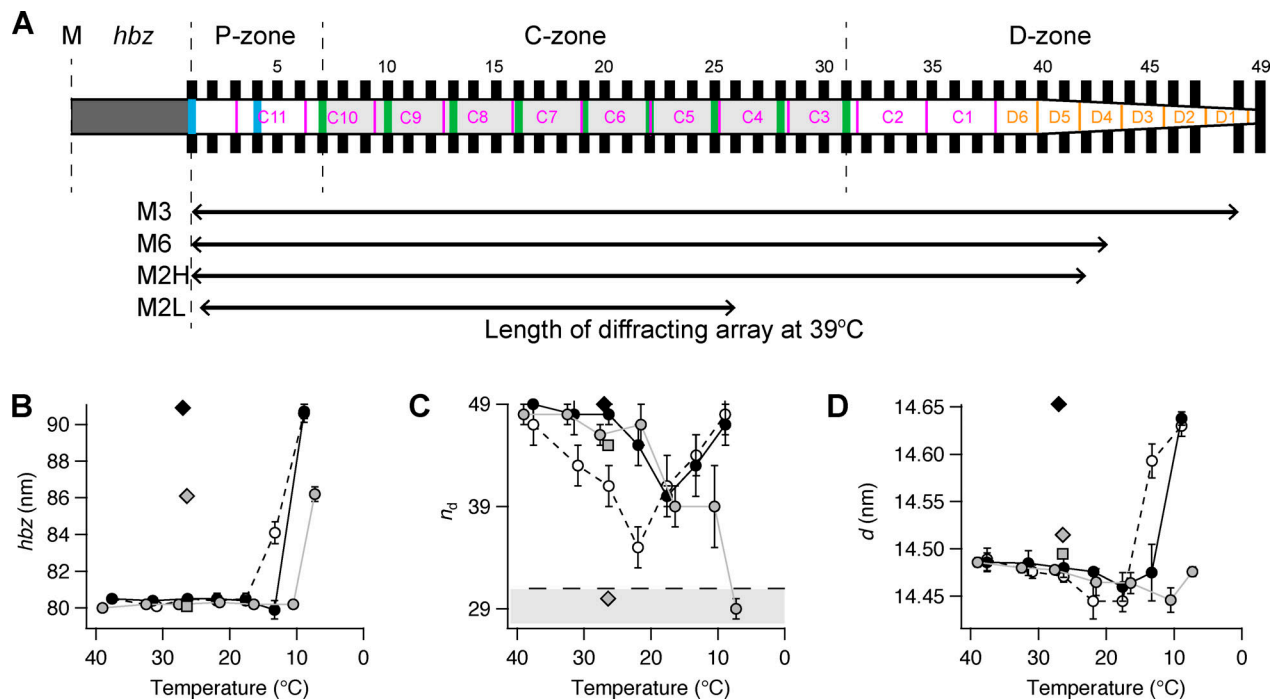 A
M hbz P-zone C-zone D-zone
5 10 15 20 25 30 35 40 45 49
C11 C10 C9 C8 C7 C6 C5 C4 C3 C2 C1 D6 D5 D4 D3 D2 D1
M3
M6
M2H
M2L
Length of diffracting array at 39°C
B
hbz (nm)
90
88
86
84
82
80
40 30 20 10 0
Temperature (°C)
C
n_d
49
39
29
40 30 20 10 0
Temperature (°C)
D
d (nm)
14.65
14.60
14.55
14.50
14.45
40 30 20 10 0
Temperature (°C)